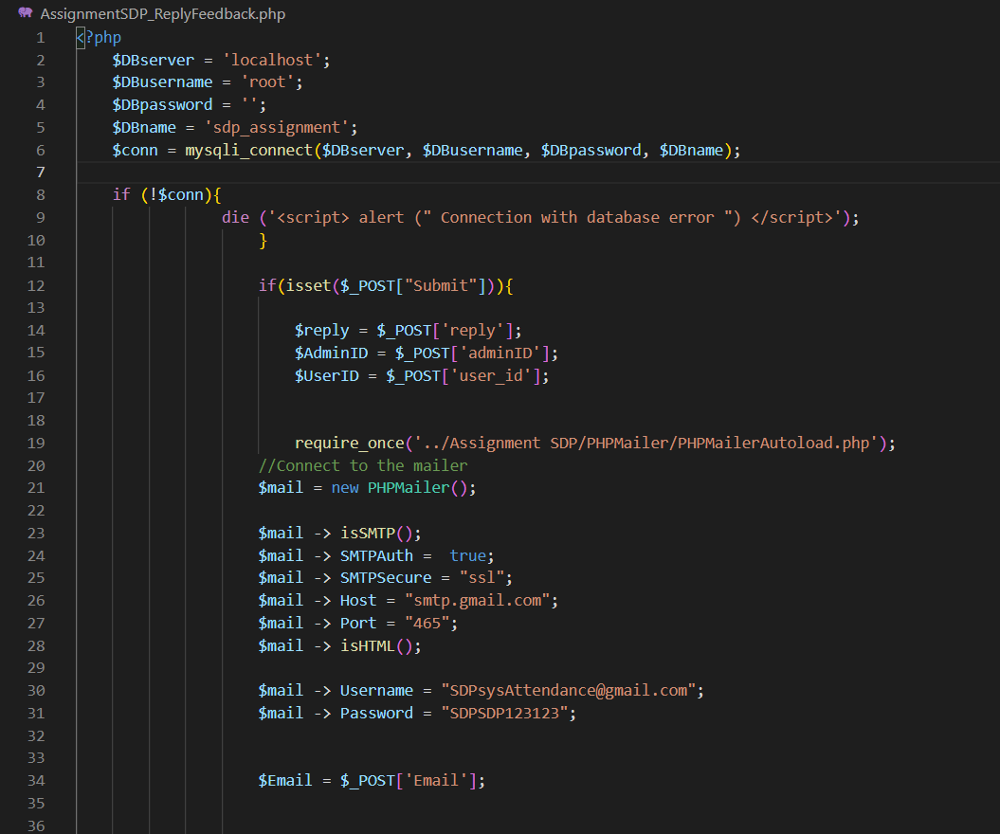 AssignmentSDP_ReplyFeedback.php
1 <?php
2 $DBserver = 'localhost';
3 $DBusername = 'root';
4 $DBpassword = '';
5 $DBname = 'sdp_assignment';
6 $conn = mysqli_connect($DBserver, $DBusername, $DBpassword, $DBname);
7
8 if (!$conn){
9 die ('<script> alert (" Connection with database error ") </script>');
10 }
11
12 if(isset($_POST["Submit"])){
13
14 $reply = $_POST['reply'];
15 $AdminID = $_POST['adminID'];
16 $UserID = $_POST['user_id'];
17
18
19 require_once('../Assignment SDP/PHPMailer/PHPMailerAutoload.php');
20 //Connect to the mailer
21 $mail = new PHPMailer();
22
23 $mail -> isSMTP();
24 $mail -> SMTPAuth =  true;
25 $mail -> SMTPSecure = "ssl";
26 $mail -> Host = "smtp.gmail.com";
27 $mail -> Port = "465";
28 $mail -> isHTML();
29
30 $mail -> Username = "SDPsysAttendance@gmail.com";
31 $mail -> Password = "SDPSDP123123";
32
33
34 $Email = $_POST['Email'];
35
36